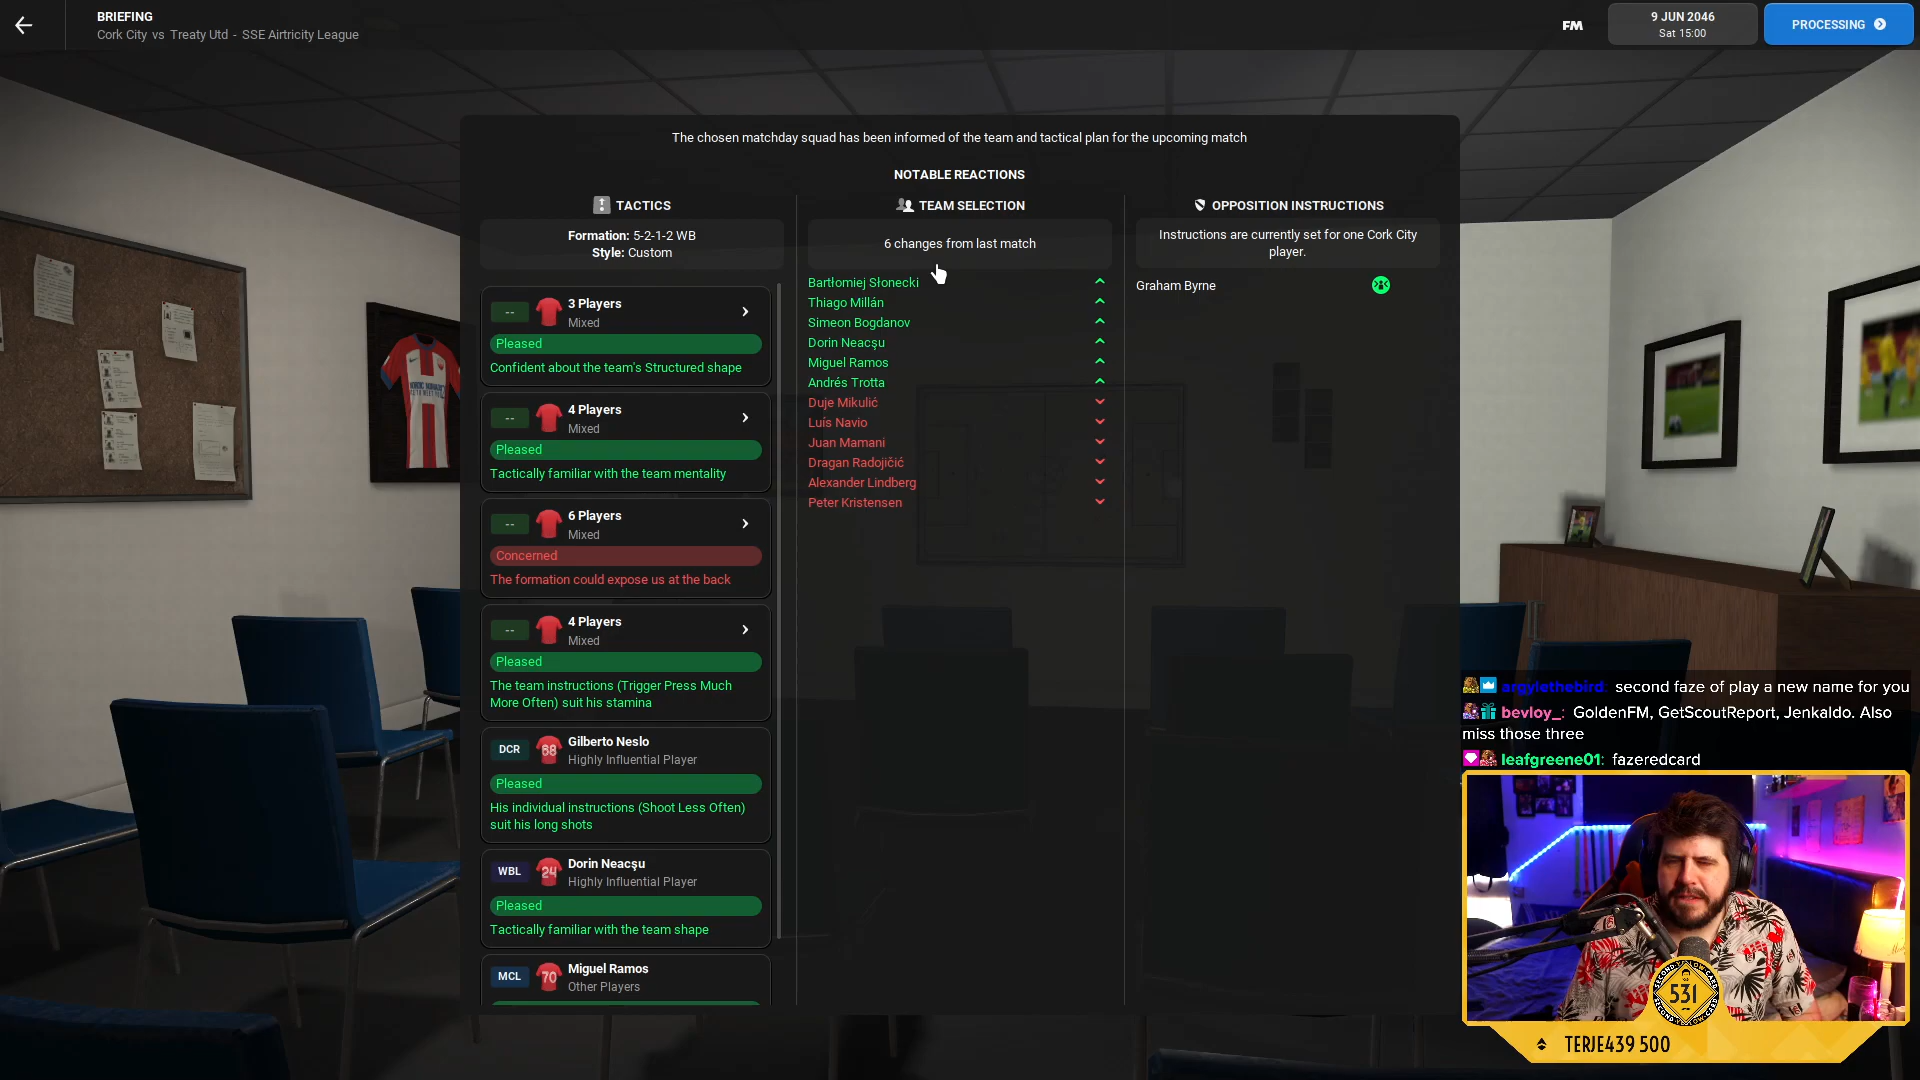 BRIEFING
Cork City vs Treaty Utd - SSE Airtricity League
FM
9 JUN 2046
Sat 15:00
PROCESSING
The chosen matchday squad has been informed of the team and tactical plan for the upcoming match
NOTABLE REACTIONS
TACTICS
Formation: 5-2-1-2 WB
Style: Custom
--
3 Players
Mixed
Pleased
Confident about the team's Structured shape
--
4 Players
Mixed
Pleased
Tactically familiar with the team mentality
--
6 Players
Mixed
Concerned
The formation could expose us at the back
--
4 Players
Mixed
Pleased
The team instructions (Trigger Press Much
More Often) suit his stamina
DCR
68
Gilberto Neslo
Highly Influential Player
Pleased
His individual instructions (Shoot Less Often)
suit his long shots
WBL
24
Dorin Neacşu
Highly Influential Player
Pleased
Tactically familiar with the team shape
MCL
70
Miguel Ramos
Other Players
TEAM SELECTION
6 changes from last match
Bartłomiej Słonecki
Thiago Millán
Simeon Bogdanov
Dorin Neacşu
Miguel Ramos
Andrés Trotta
Duje Mikulić
Luís Navio
Juan Mamani
Dragan Radojičić
Alexander Lindberg
Peter Kristensen
OPPOSITION INSTRUCTIONS
Instructions are currently set for one Cork City
player.
Graham Byrne
argylethebird: second faze of play a new name for you
bevloy_: GoldenFM, GetScoutReport, Jenkaldo. Also
miss those three
leafgreene01: fazeredcard
SECOND YELLOW CARD
531
TERJE439 500